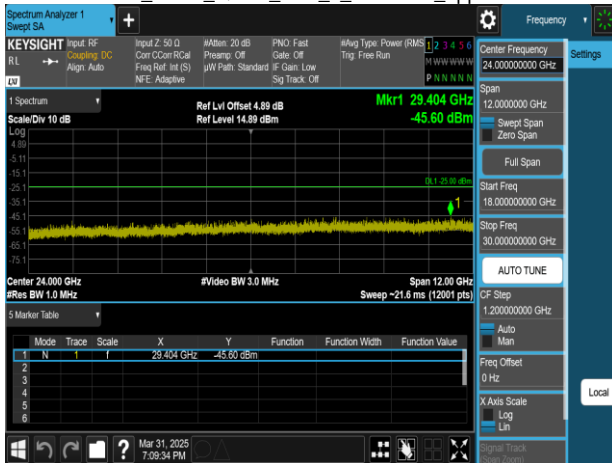 Spectrum Analyzer 1
Swept SA
+
Frequency
KEYSIGHT
Input: RF
Input Z: 50 Ω
#Atten: 20 dB
PNO: Fast
#Avg Type: Power (RMS
1 2 3 4 5 6
RL
Coupling: DC
Corr CCorr RCal
Preamp: Off
Gate: Off
Trig: Free Run
M W W W W W
Align: Auto
Freq Ref: Int (S)
µW Path: Standard
IF Gain: Low
P N N N N N
NFE: Adaptive
Sig Track: Off
LXI
1 Spectrum
Ref Lvl Offset 4.89 dB
Mkr1 29.404 GHz
Scale/Div 10 dB
Ref Level 14.89 dBm
-45.60 dBm
Log
4.89
-5.11
-15.1
-25.1
DL1 -25.00 dBm
-35.1
1
-45.1
-55.1
-65.1
-75.1
Center 24.000 GHz
#Video BW 3.0 MHz
Span 12.00 GHz
#Res BW 1.0 MHz
Sweep ~21.6 ms (12001 pts)
5 Marker Table
Mode Trace Scale X Y Function Function Width Function Value
1 N 1 f 29.404 GHz -45.60 dBm
2
3
4
5
6
?
Mar 31, 2025
7:09:34 PM
Center Frequency
24.000000000 GHz
Settings
Span
12.0000000 GHz
Swept Span
Zero Span
Full Span
Start Freq
18.000000000 GHz
Stop Freq
30.000000000 GHz
AUTO TUNE
CF Step
1.200000000 GHz
Auto
Man
Freq Offset
0 Hz
Local
X Axis Scale
Log
Lin
Signal Track
(Span Zoom)